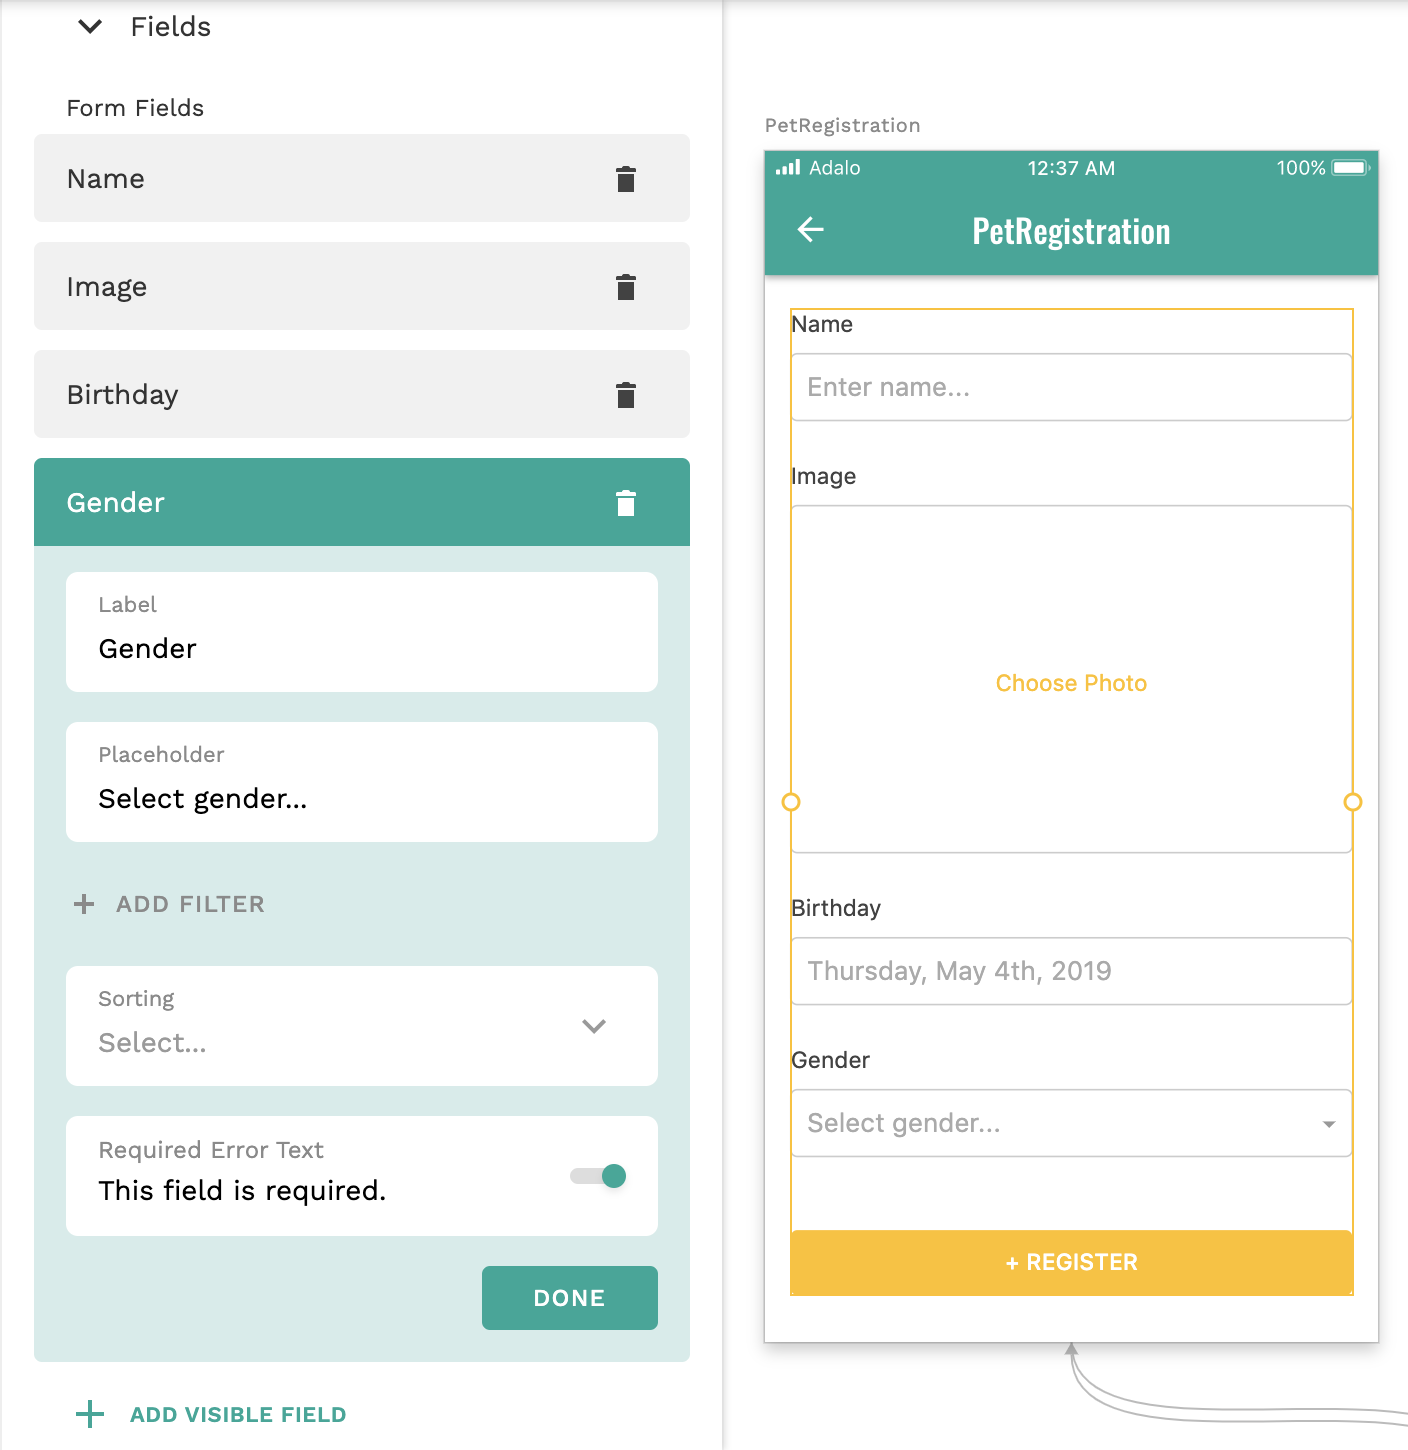 Fields
Form Fields
Name
Image
Birthday
Gender
Label
Gender
Placeholder
Select gender...
ADD FILTER
Sorting
Select...
Required Error Text
This field is required.
DONE
ADD VISIBLE FIELD
PetRegistration
Adalo 12:37 AM 100%
PetRegistration
Name
Enter name...
Image
Choose Photo
Birthday
Thursday, May 4th, 2019
Gender
Select gender...
+ REGISTER